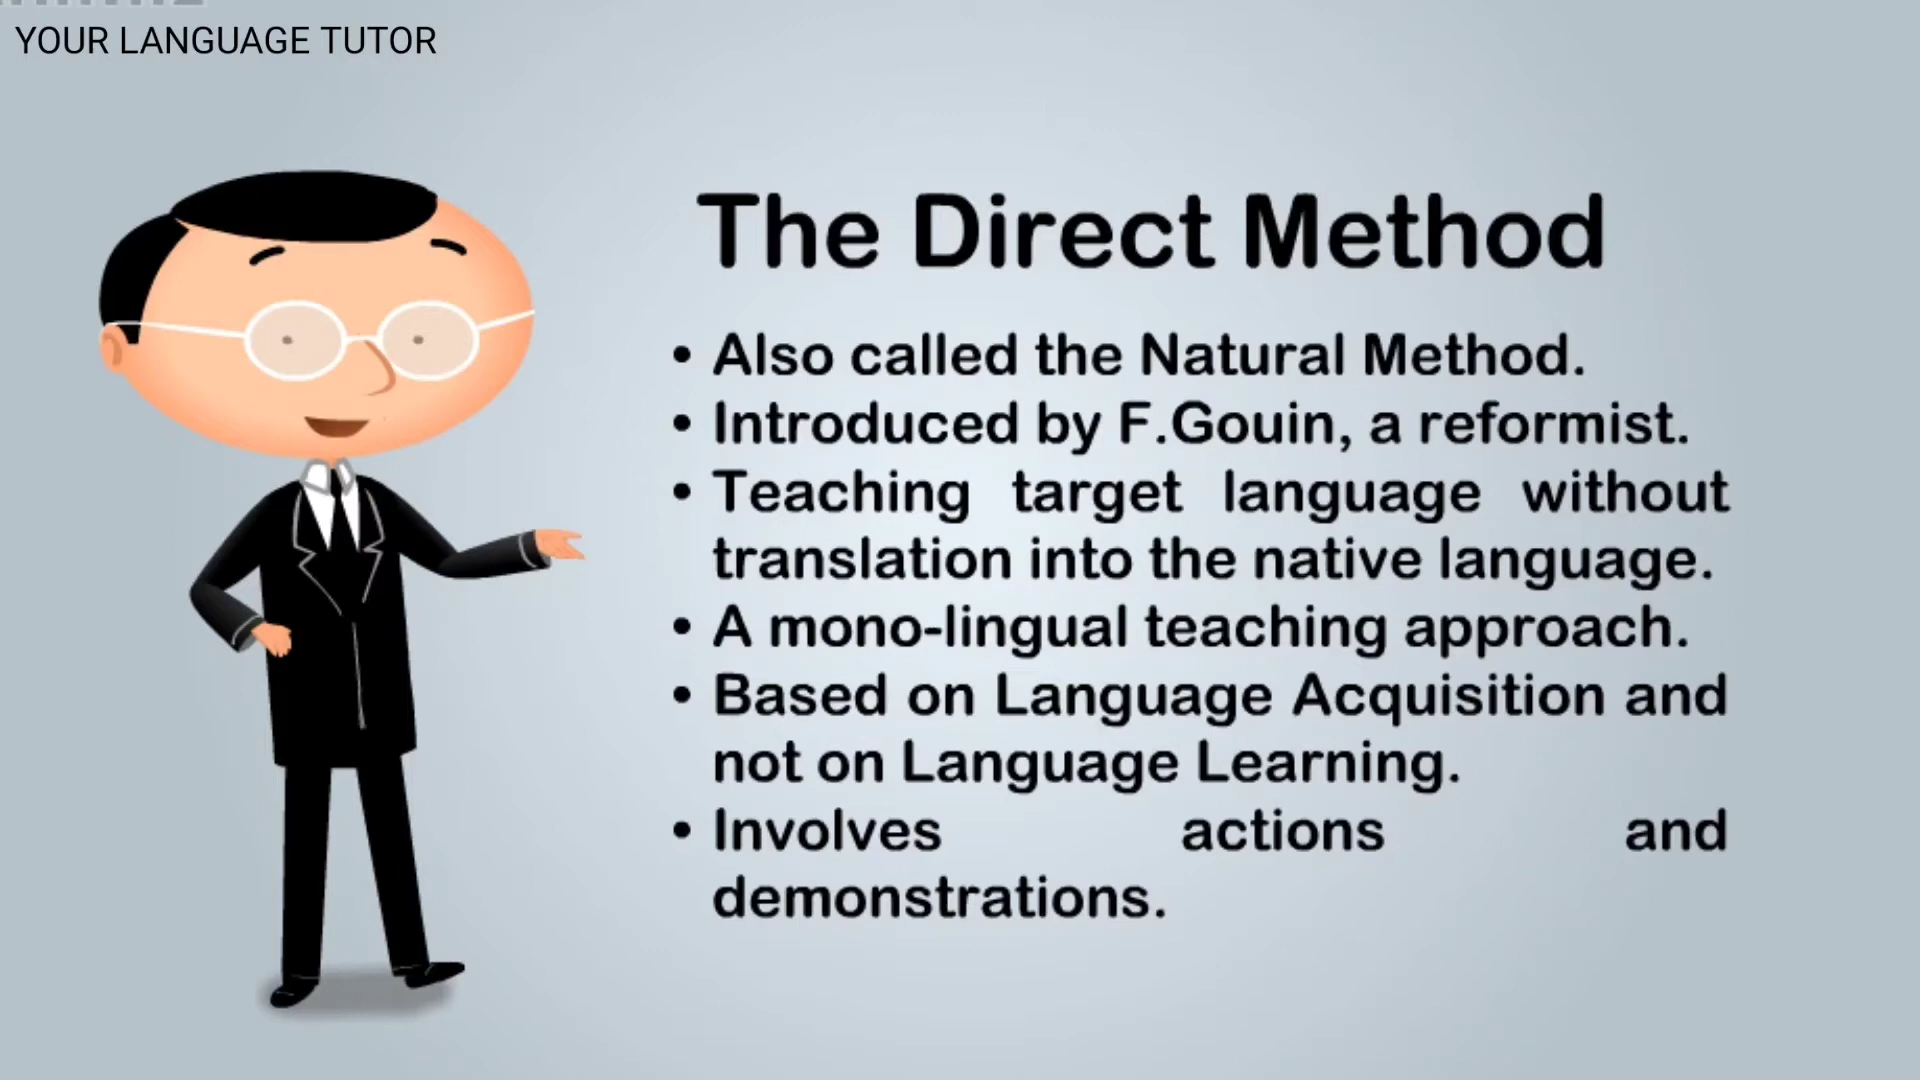 YOUR LANGUAGE TUTOR
The Direct Method
• Also called the Natural Method.
• Introduced by F.Gouin, a reformist.
• Teaching target language without
translation into the native language.
• A mono-lingual teaching approach.
• Based on Language Acquisition and
not on Language Learning.
• Involves actions and
demonstrations.